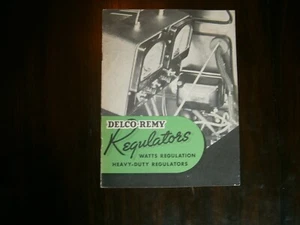 DELCO-REMY
Regulators
WATTS REGULATION
HEAVY-DUTY REGULATORS